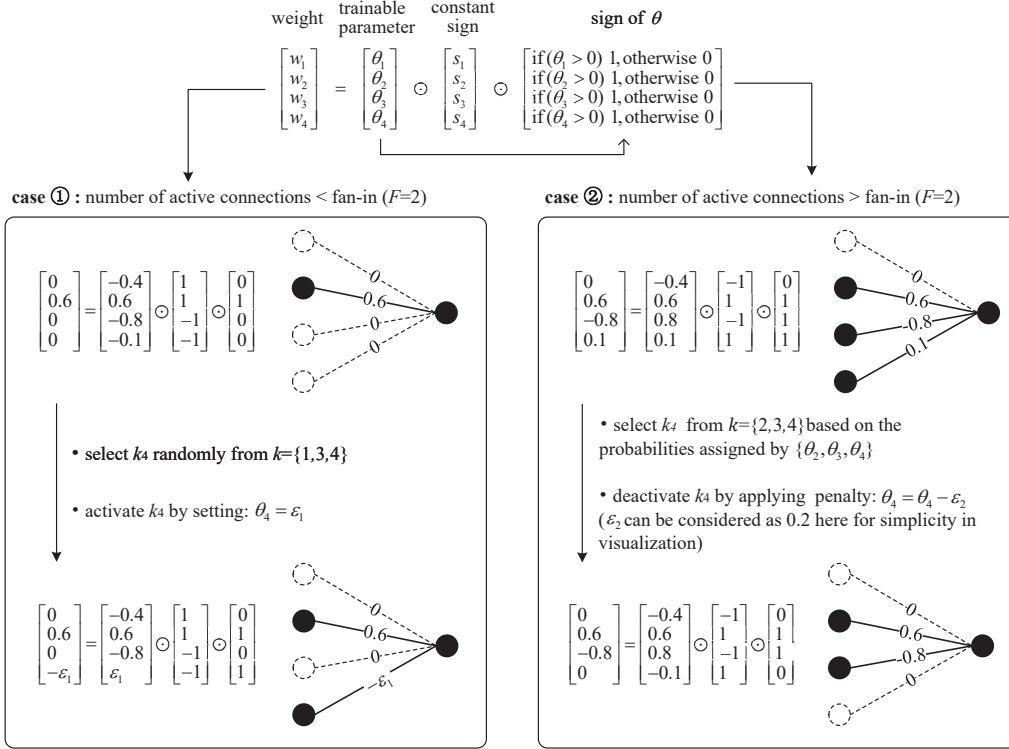 weight
trainable
parameter
constant
sign
sign of θ
[w₁ w₂ w₃ w₄] = [θ₁ θ₂ θ₃ θ₄] ⊙ [s₁ s₂ s₃ s₄] ⊙
if (θ₁ > 0) 1, otherwise 0
if (θ₂ > 0) 1, otherwise 0
if (θ₃ > 0) 1, otherwise 0
if (θ₄ > 0) 1, otherwise 0
case ① : number of active connections < fan-in (F=2)
[0 0.6 0 0] = [−0.4 0.6 −0.8 −0.1] ⊙ [1 1 −1 −1] ⊙ [0 1 0 0]
0
0.6
0
0
• select k4 randomly from k={1,3,4}
• activate k4 by setting: θ₄ = ε₁
[0 0.6 0 −ε₁] = [−0.4 0.6 −0.8 ε₁] ⊙ [1 1 −1 −1] ⊙ [0 1 0 1]
0
0.6
0
−ε₁
case ② : number of active connections > fan-in (F=2)
[0 0.6 −0.8 0.1] = [−0.4 0.6 0.8 0.1] ⊙ [−1 1 −1 1] ⊙ [0 1 1 1]
0
0.6
-0.8
0.1
• select k4 from k={2,3,4} based on the
probabilities assigned by {θ₂, θ₃, θ₄}
• deactivate k4 by applying penalty: θ₄ = θ₄ − ε₂
(ε₂ can be considered as 0.2 here for simplicity in
visualization)
[0 0.6 −0.8 0] = [−0.4 0.6 0.8 −0.1] ⊙ [−1 1 −1 1] ⊙ [0 1 1 0]
0
0.6
-0.8
0